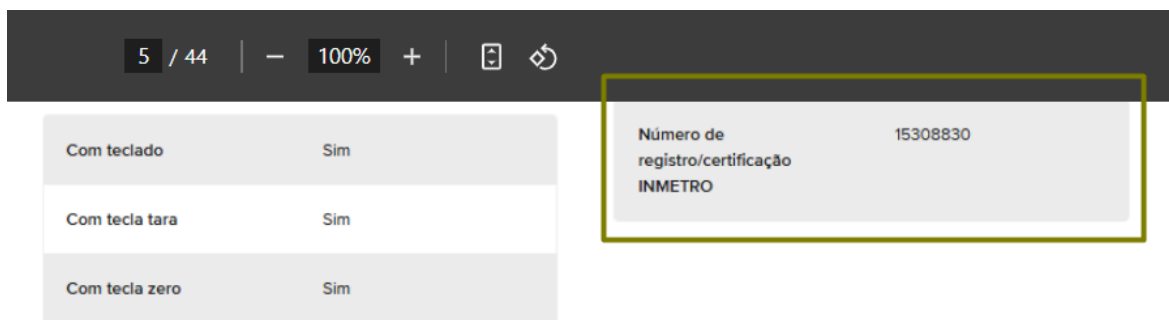 5 / 44 − 100% +
Com teclado Sim
Com tecla tara Sim
Com tecla zero Sim
Número de 15308830
registro/certificação
INMETRO